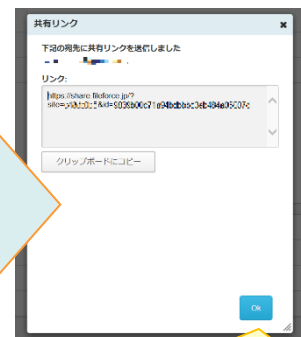 共有リンク
下記の宛先に共有リンクを送信しました
リンク:
https://share.fileforce.jp/?
クリップボードにコピー
Ok